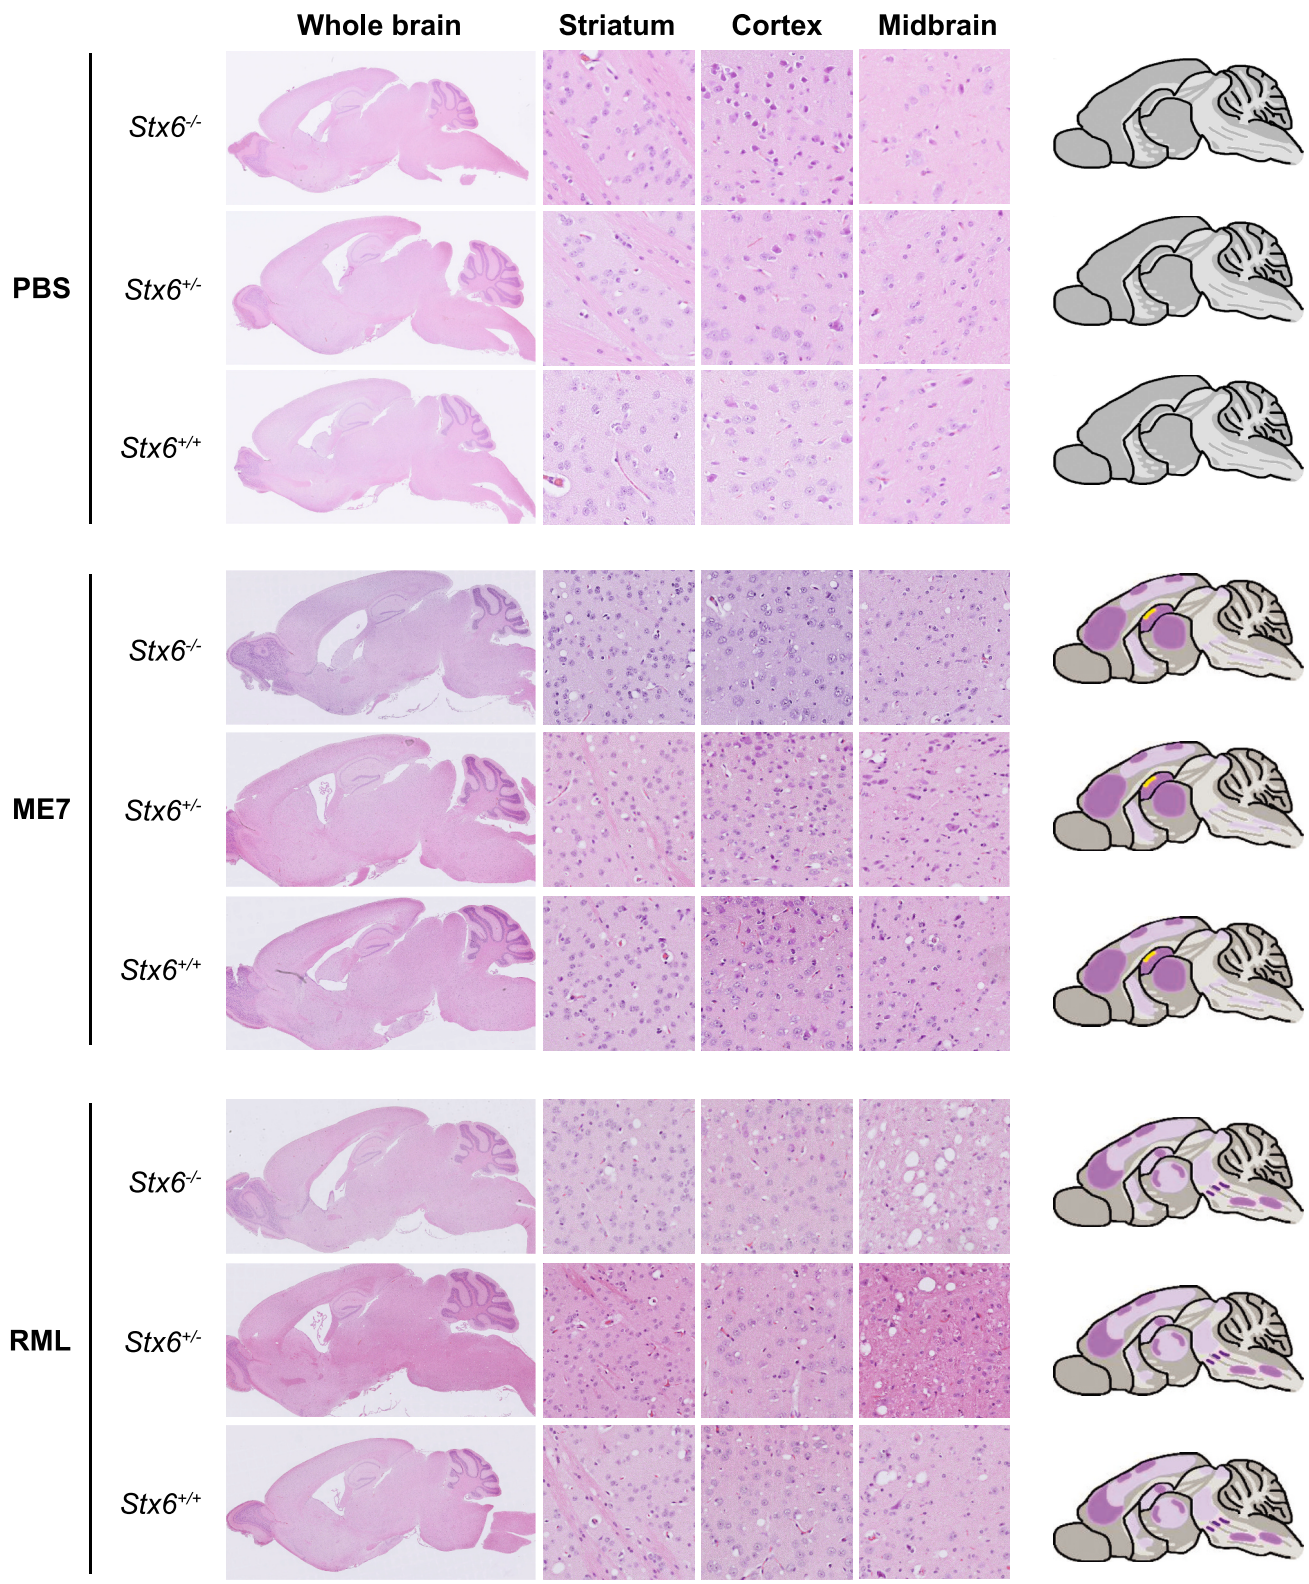 Whole brain Striatum Cortex Midbrain
Stx6-/-
PBS Stx6+/-
Stx6+/+
Stx6-/-
ME7 Stx6+/-
Stx6+/+
Stx6-/-
RML Stx6+/-
Stx6+/+